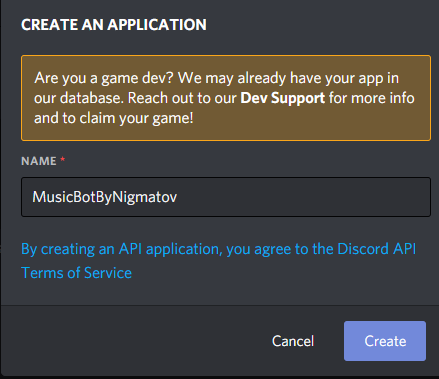 CREATE AN APPLICATION
Are you a game dev? We may already have your app in
our database. Reach out to our Dev Support for more info
and to claim your game!
NAME *
MusicBotByNigmatov
By creating an API application, you agree to the Discord API
Terms of Service
Cancel
Create